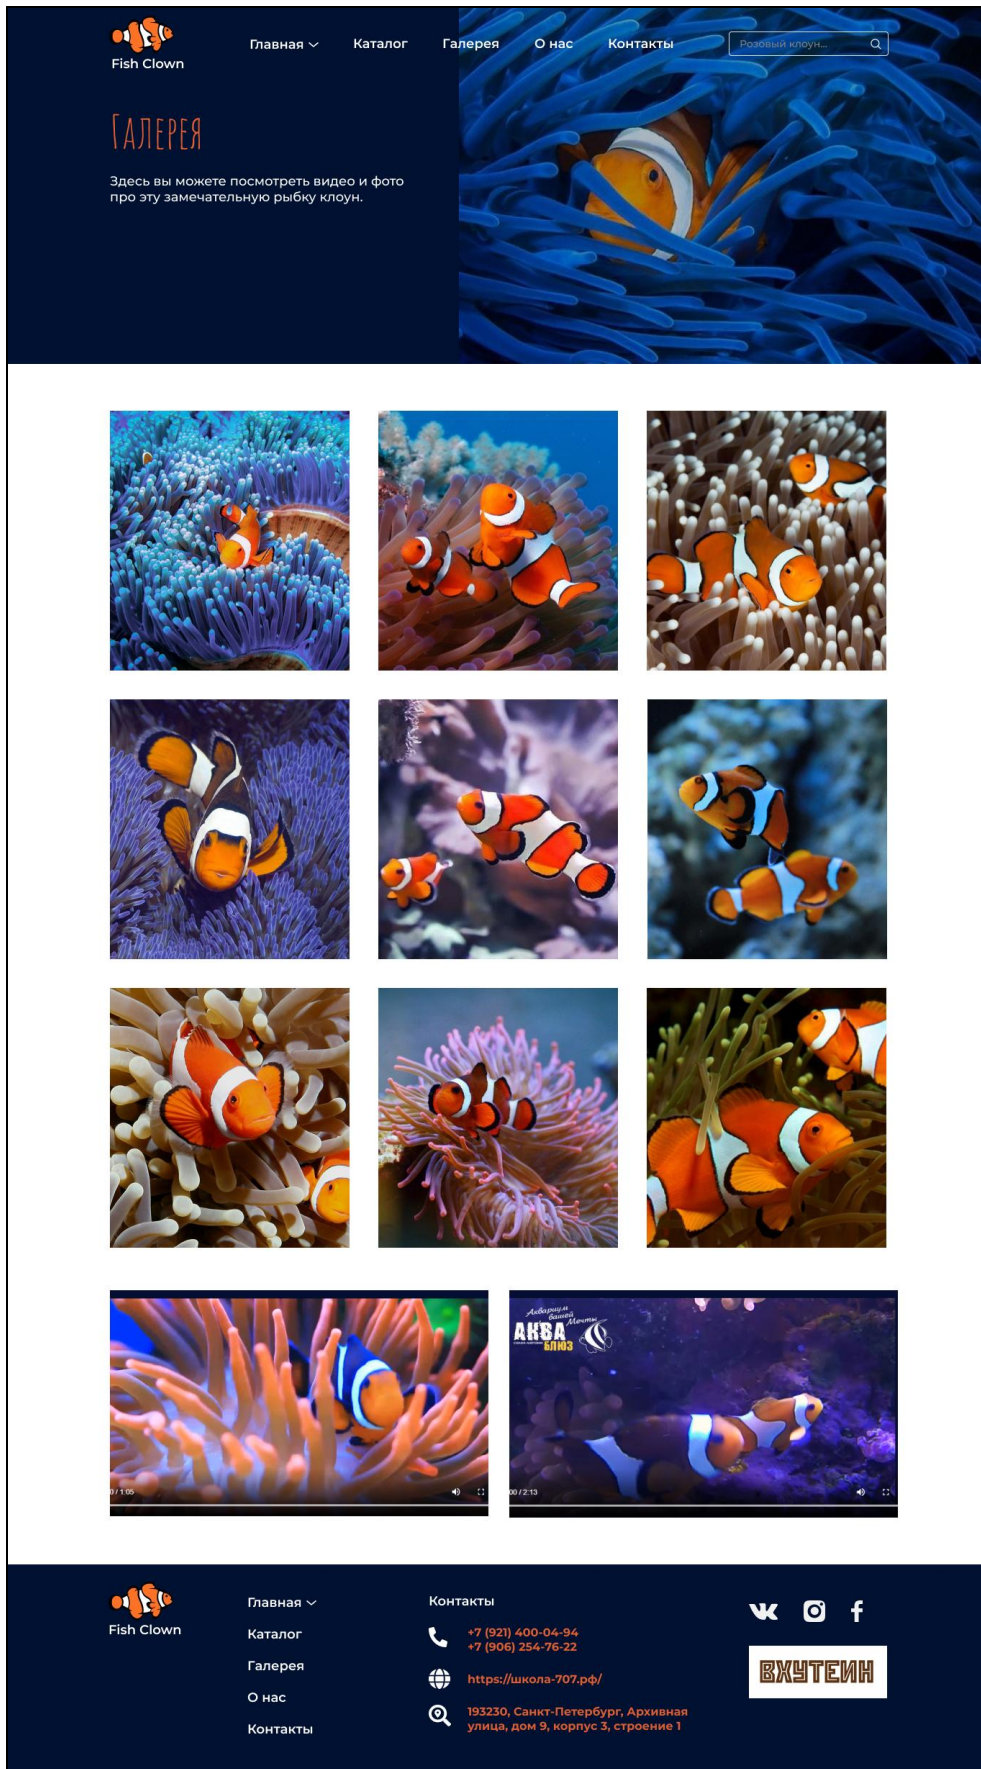 Fish Clown
Главная
Каталог
Галерея
О нас
Контакты
Розовый клоун...
Галерея
Здесь вы можете посмотреть видео и фото
про эту замечательную рыбку клоун.
0 / 1:05
Аквариум
вашей
Мечты
АКВА
БЛЮЗ
00 / 2:13
Fish Clown
Главная
Каталог
Галерея
О нас
Контакты
Контакты
+7 (921) 400-04-94
+7 (906) 254-76-22
https://школа-707.рф/
193230, Санкт-Петербург, Архивная
улица, дом 9, корпус 3, строение 1
ВХУТЕИН